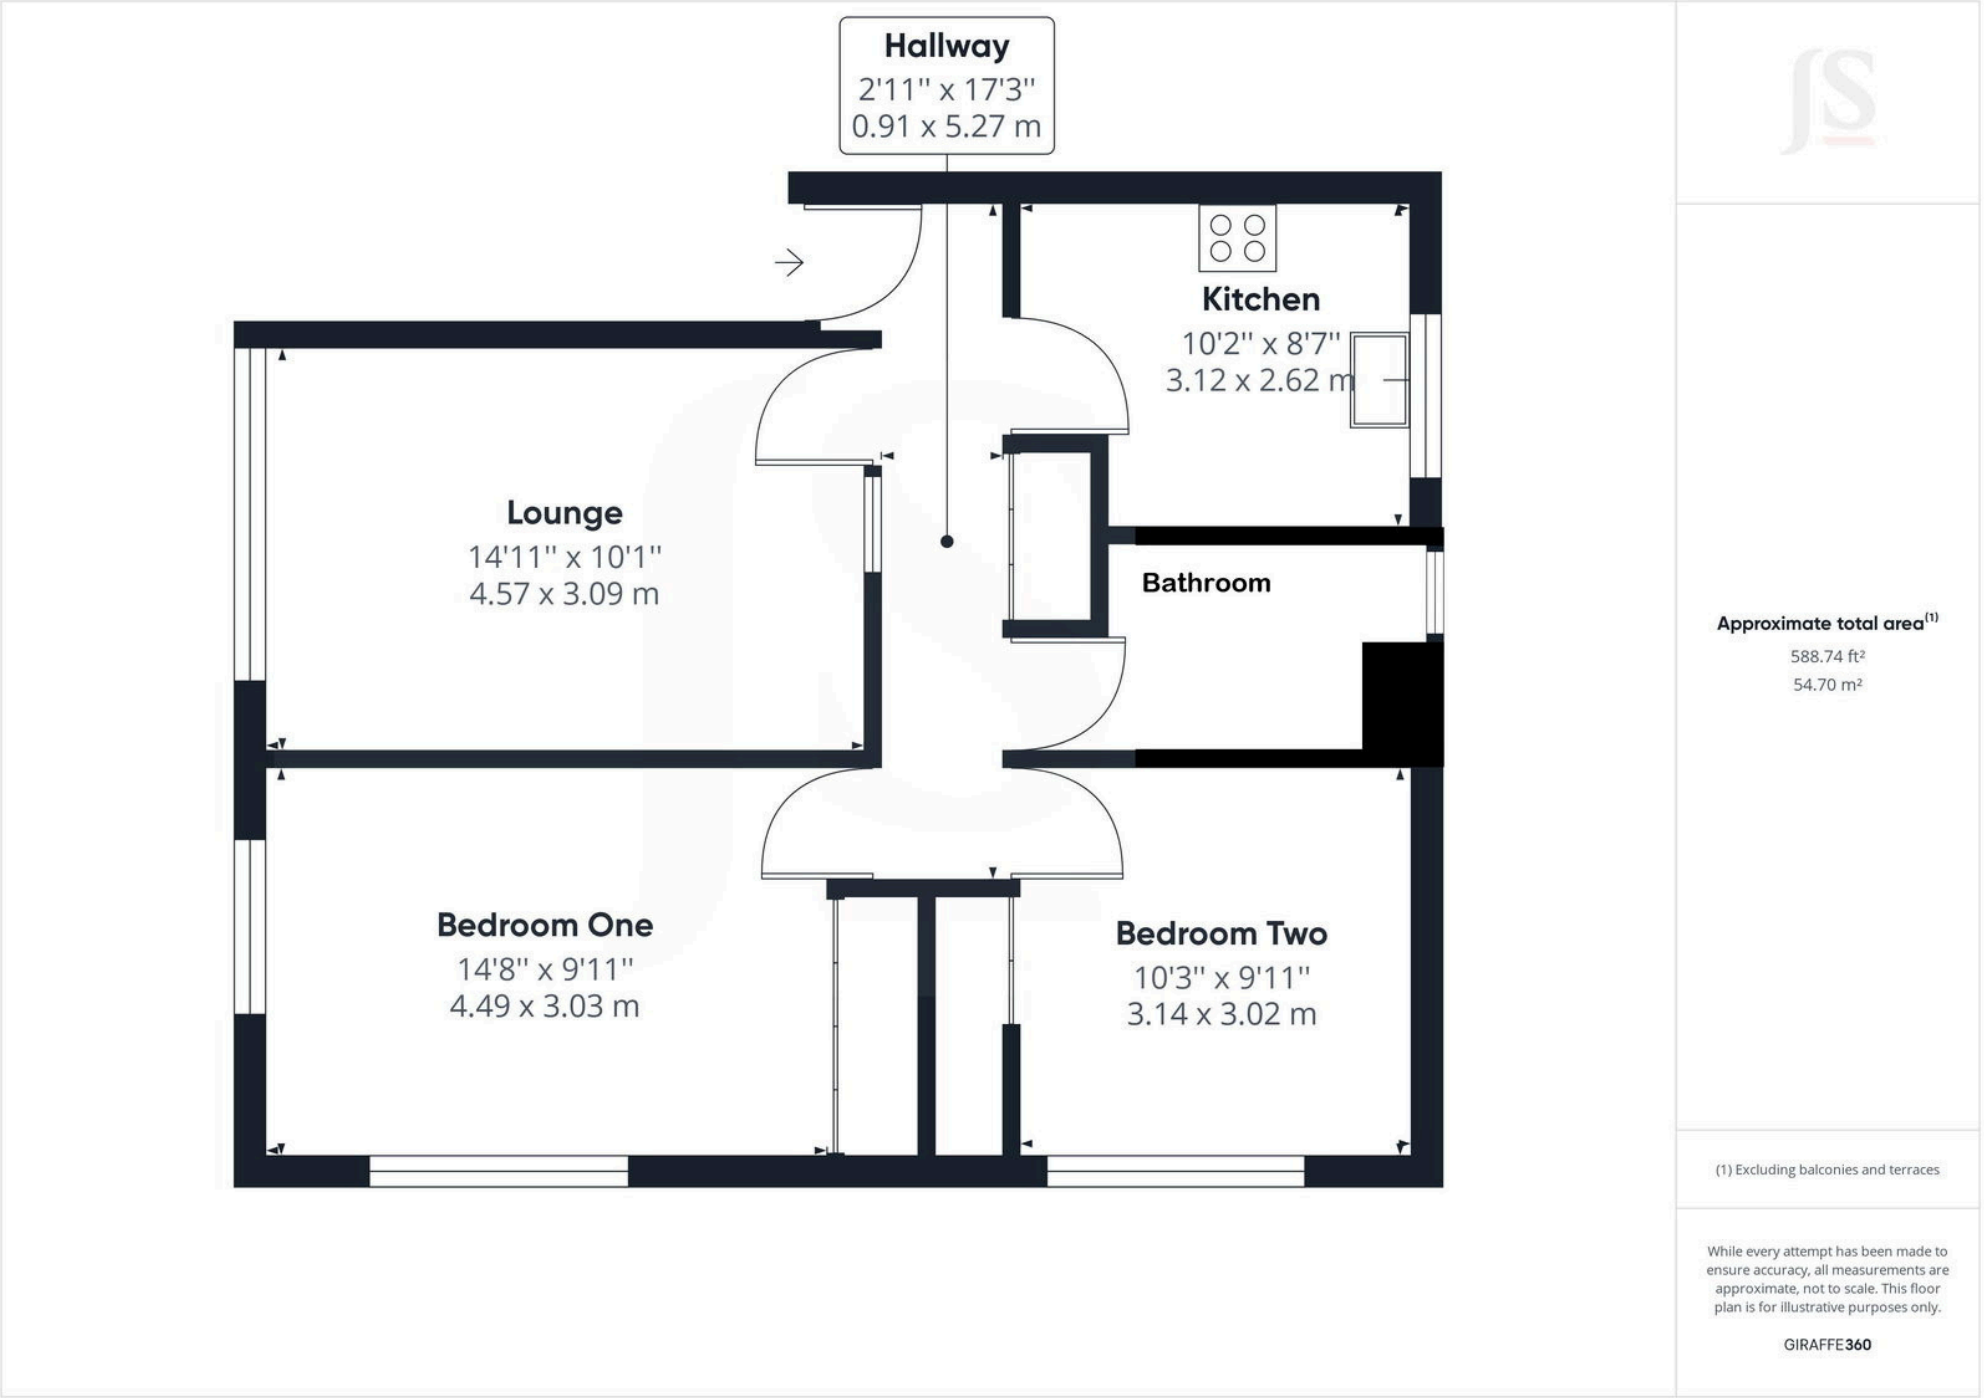 Hallway
2'11'' x 17'3''
0.91 x 5.27 m
Kitchen
10'2'' x 8'7''
3.12 x 2.62 m
Lounge
14'11'' x 10'1''
4.57 x 3.09 m
Bathroom
Bedroom One
14'8'' x 9'11''
4.49 x 3.03 m
Bedroom Two
10'3'' x 9'11''
3.14 x 3.02 m
JS
Approximate total area(1)
588.74 ft²
54.70 m²
(1) Excluding balconies and terraces
While every attempt has been made to
ensure accuracy, all measurements are
approximate, not to scale. This floor
plan is for illustrative purposes only.
GIRAFFE360